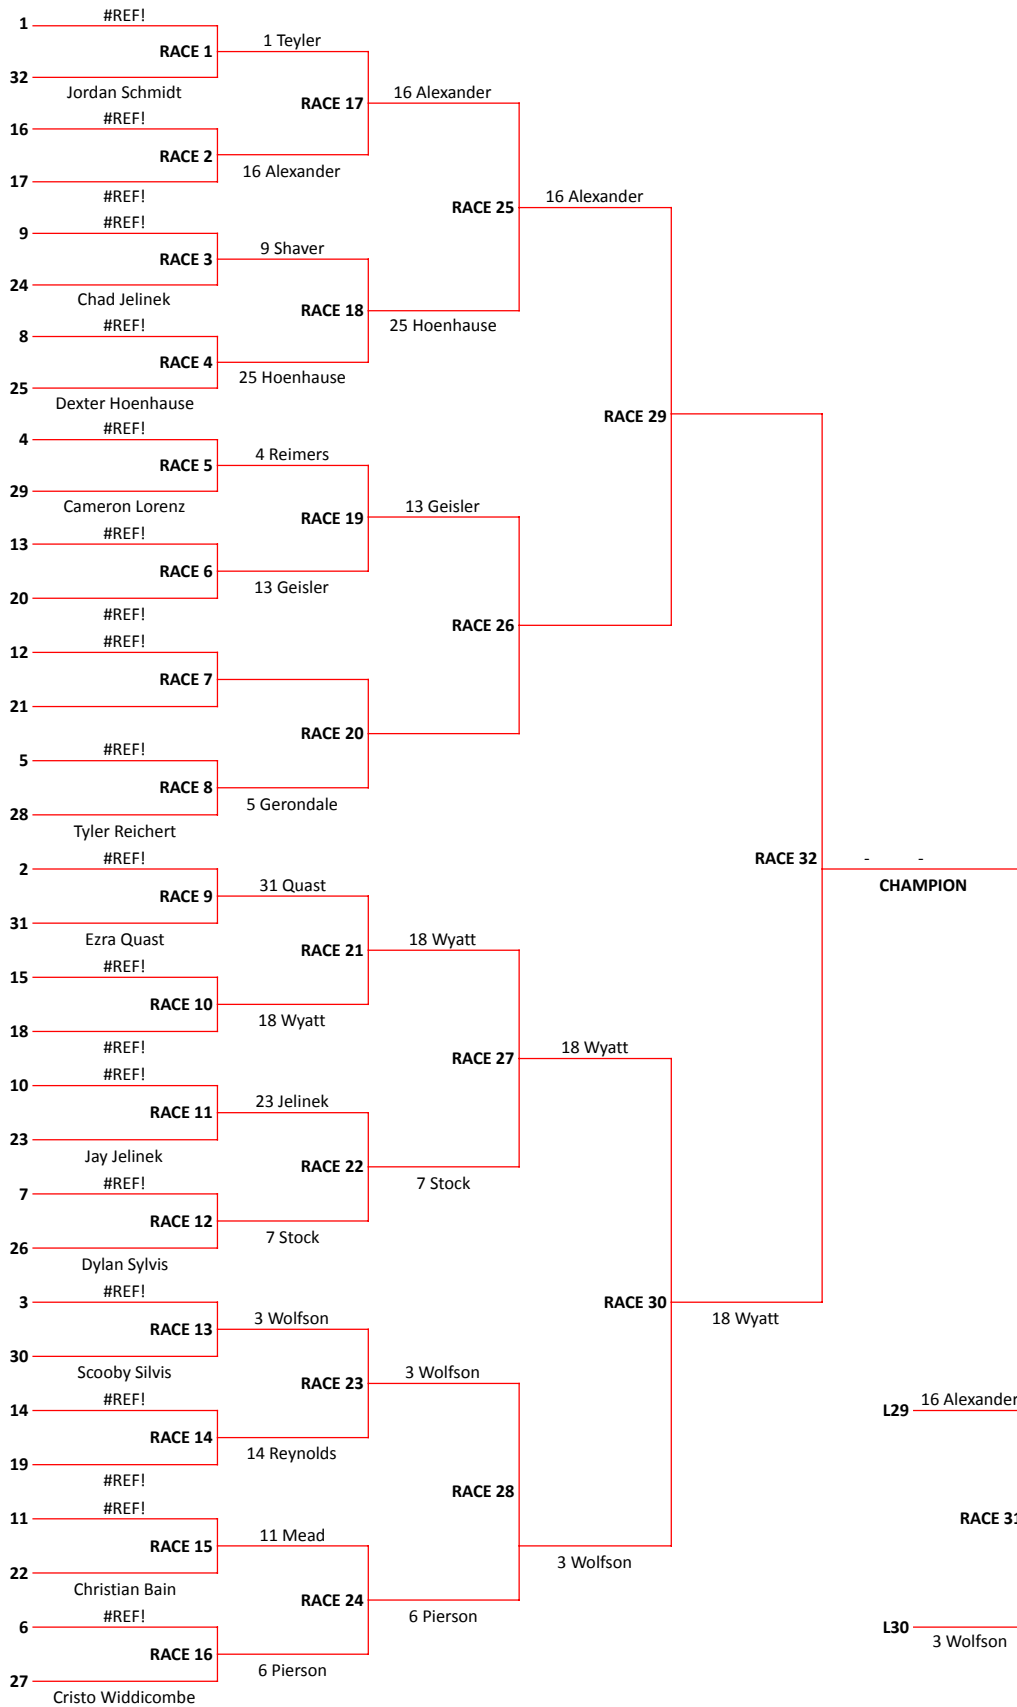 1 #REF!
RACE 1 1 Teyler
32
Jordan Schmidt RACE 17 16 Alexander
16 #REF!
RACE 2 16 Alexander
17
#REF! RACE 25 16 Alexander
9 #REF!
RACE 3 9 Shaver
24
Chad Jelinek RACE 18 25 Hoenhause
8 #REF!
RACE 4 25 Hoenhause
25
Dexter Hoenhause RACE 29
4 #REF!
RACE 5 4 Reimers
29
Cameron Lorenz RACE 19 13 Geisler
13 #REF!
RACE 6 13 Geisler
20
#REF! RACE 26
12 #REF!
RACE 7
21
RACE 20
5 #REF!
RACE 8 5 Gerondale
28
Tyler Reichert RACE 32 - -
CHAMPION
2 #REF!
RACE 9 31 Quast
31
Ezra Quast RACE 21 18 Wyatt
15 #REF!
RACE 10 18 Wyatt
18
#REF! RACE 27 18 Wyatt
10 #REF!
RACE 11 23 Jelinek
23
Jay Jelinek RACE 22 7 Stock
7 #REF!
RACE 12 7 Stock
26
Dylan Sylvis
3 #REF! RACE 30 18 Wyatt
RACE 13 3 Wolfson
30
Scooby Silvis RACE 23 3 Wolfson
14 #REF! L29 16 Alexander
RACE 14 14 Reynolds
19
#REF! RACE 28 3 Wolfson
11 #REF! RACE 31
RACE 15 11 Mead
22
Christian Bain RACE 24 6 Pierson
6 #REF! L30 3 Wolfson
RACE 16 6 Pierson
27
Cristo Widdicombe